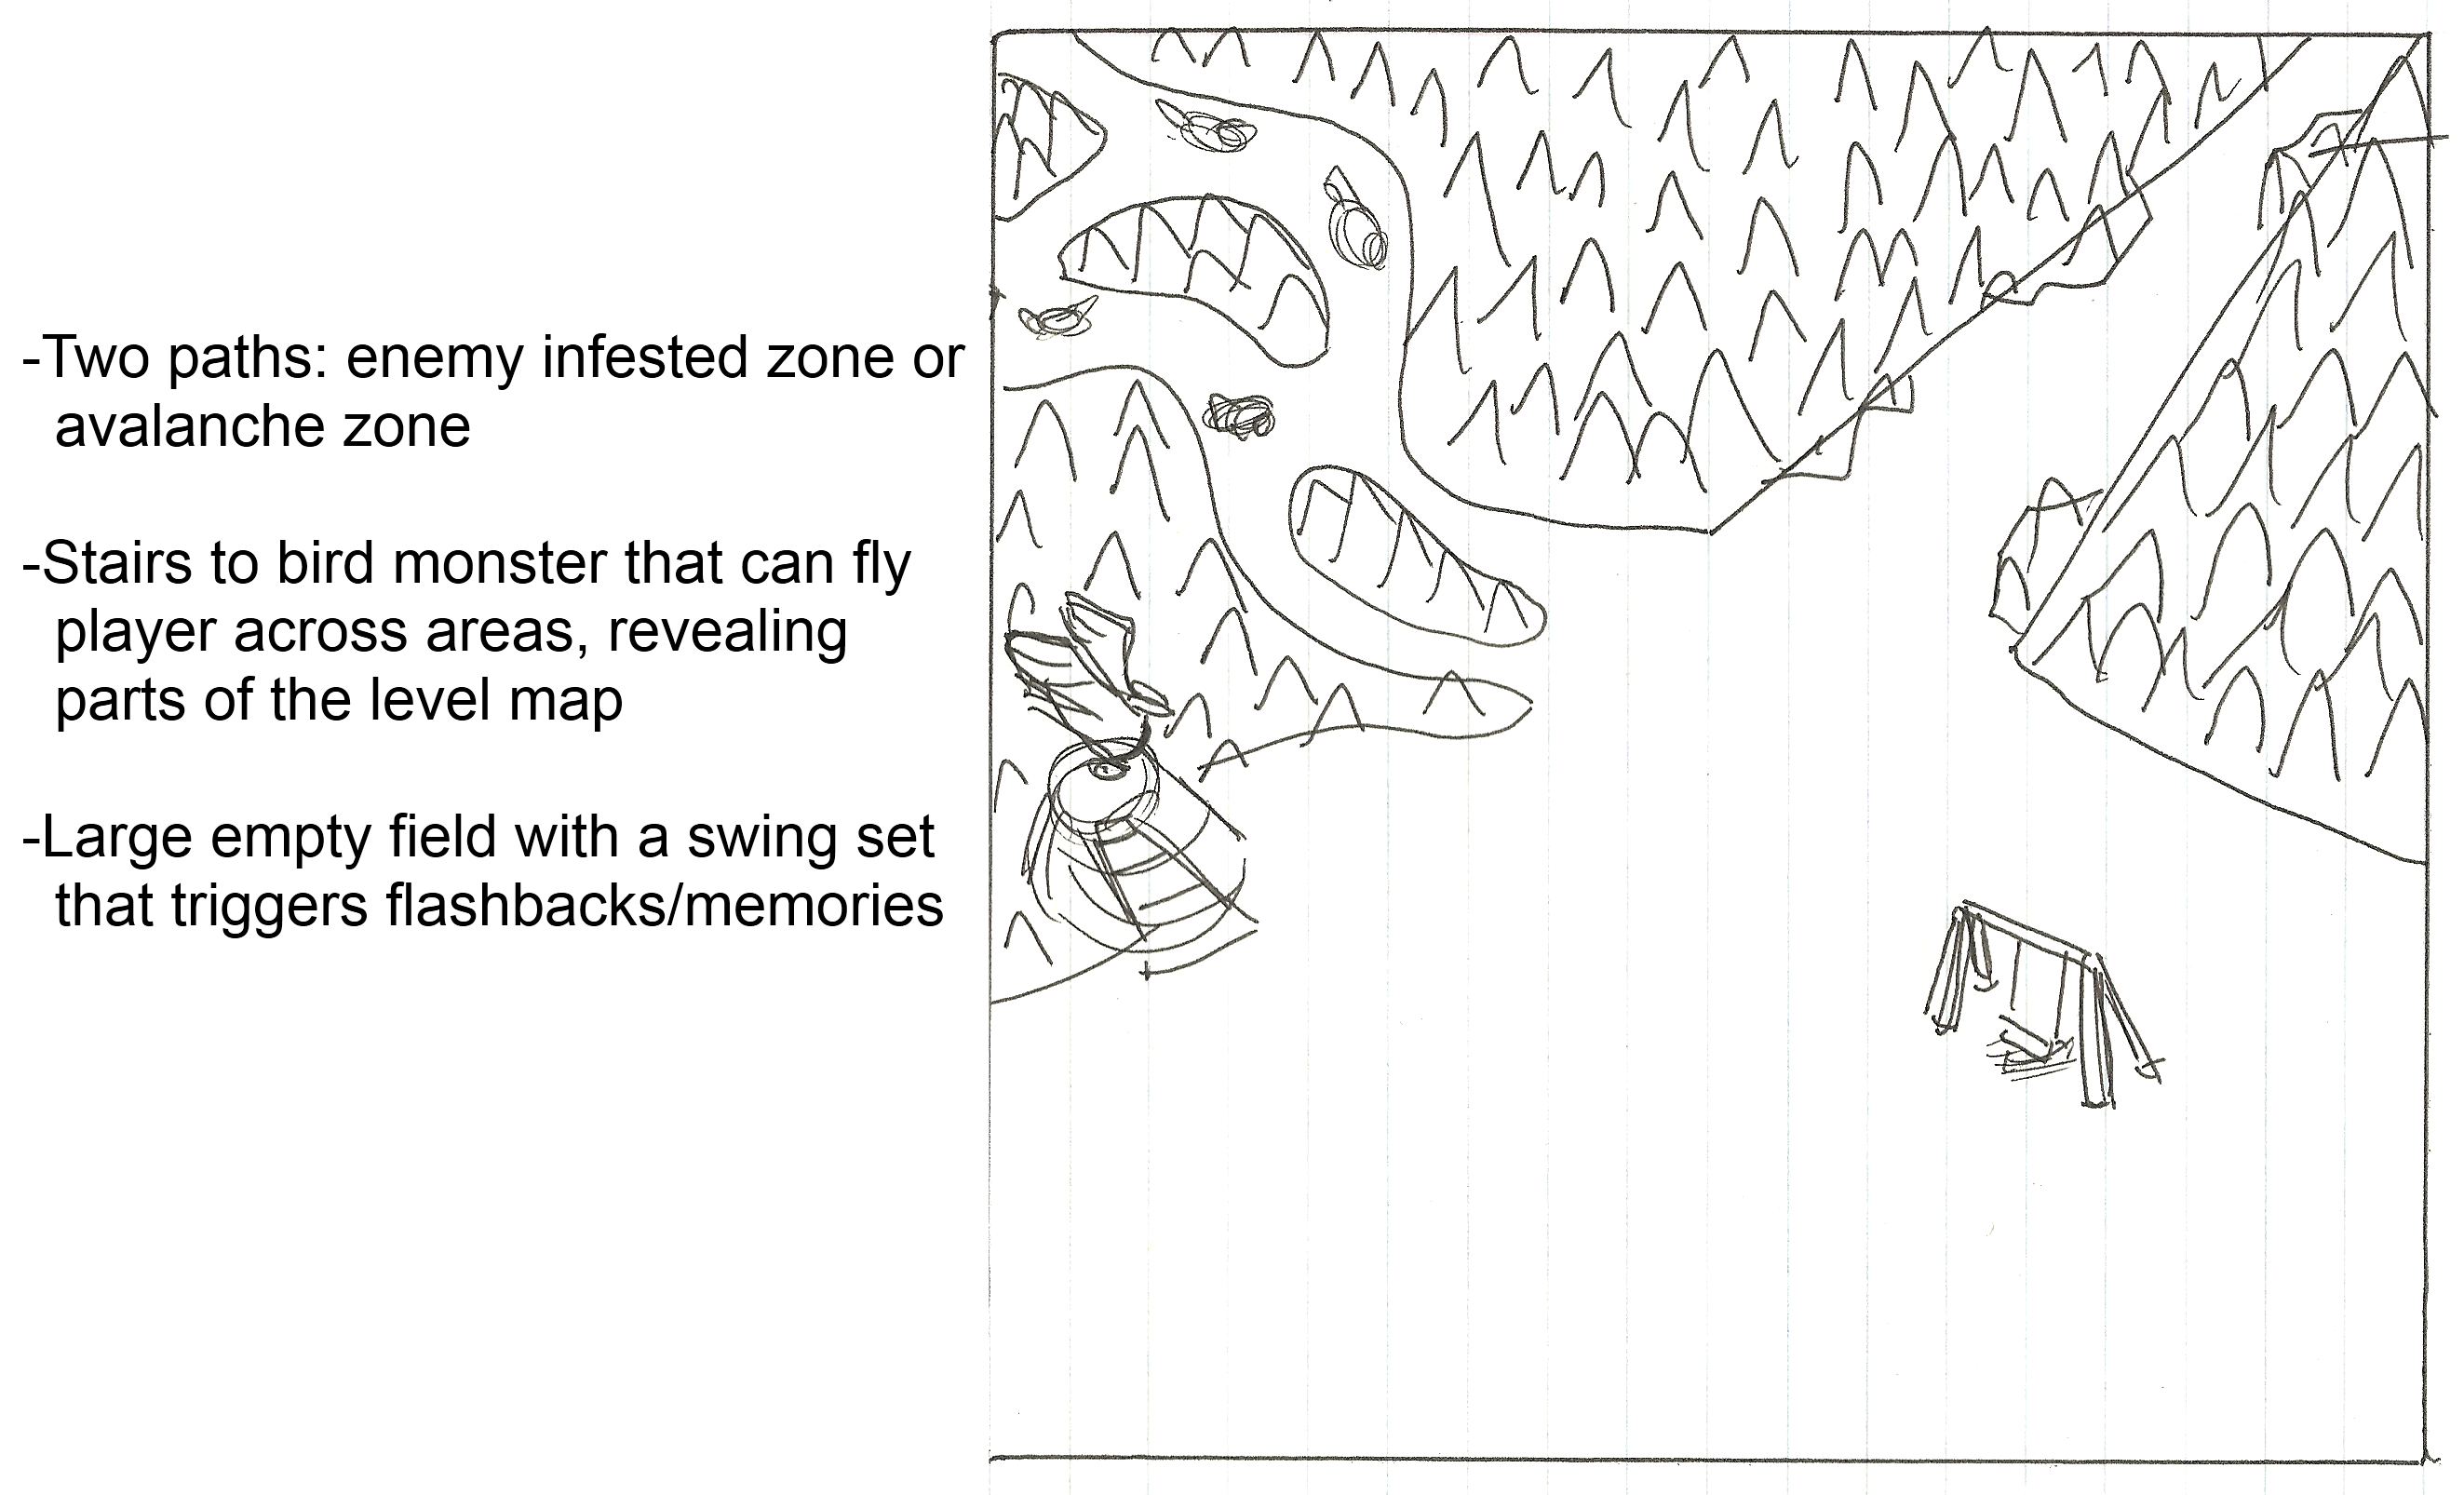 -Two paths: enemy infested zone or
avalanche zone
-Stairs to bird monster that can fly
player across areas, revealing
parts of the level map
-Large empty field with a swing set
that triggers flashbacks/memories